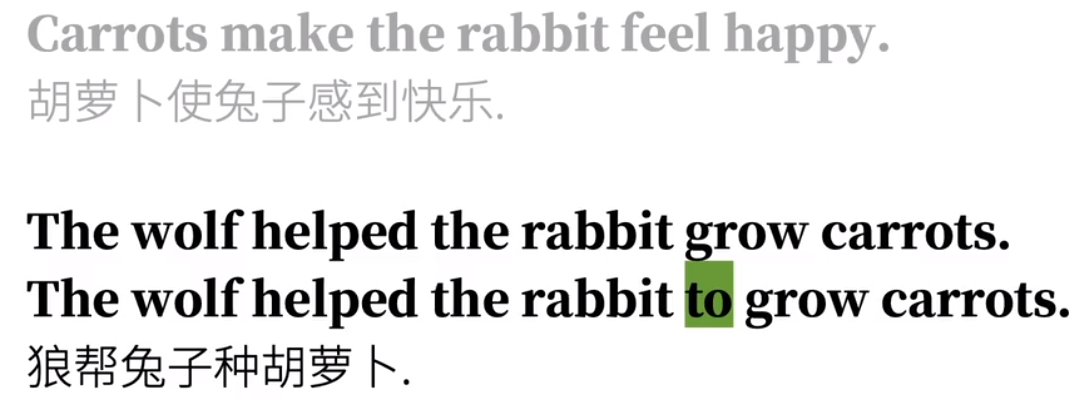 Carrots make the rabbit feel happy.
胡萝卜使兔子感到快乐.
The wolf helped the rabbit grow carrots.
The wolf helped the rabbit to grow carrots.
狼帮兔子种胡萝卜.